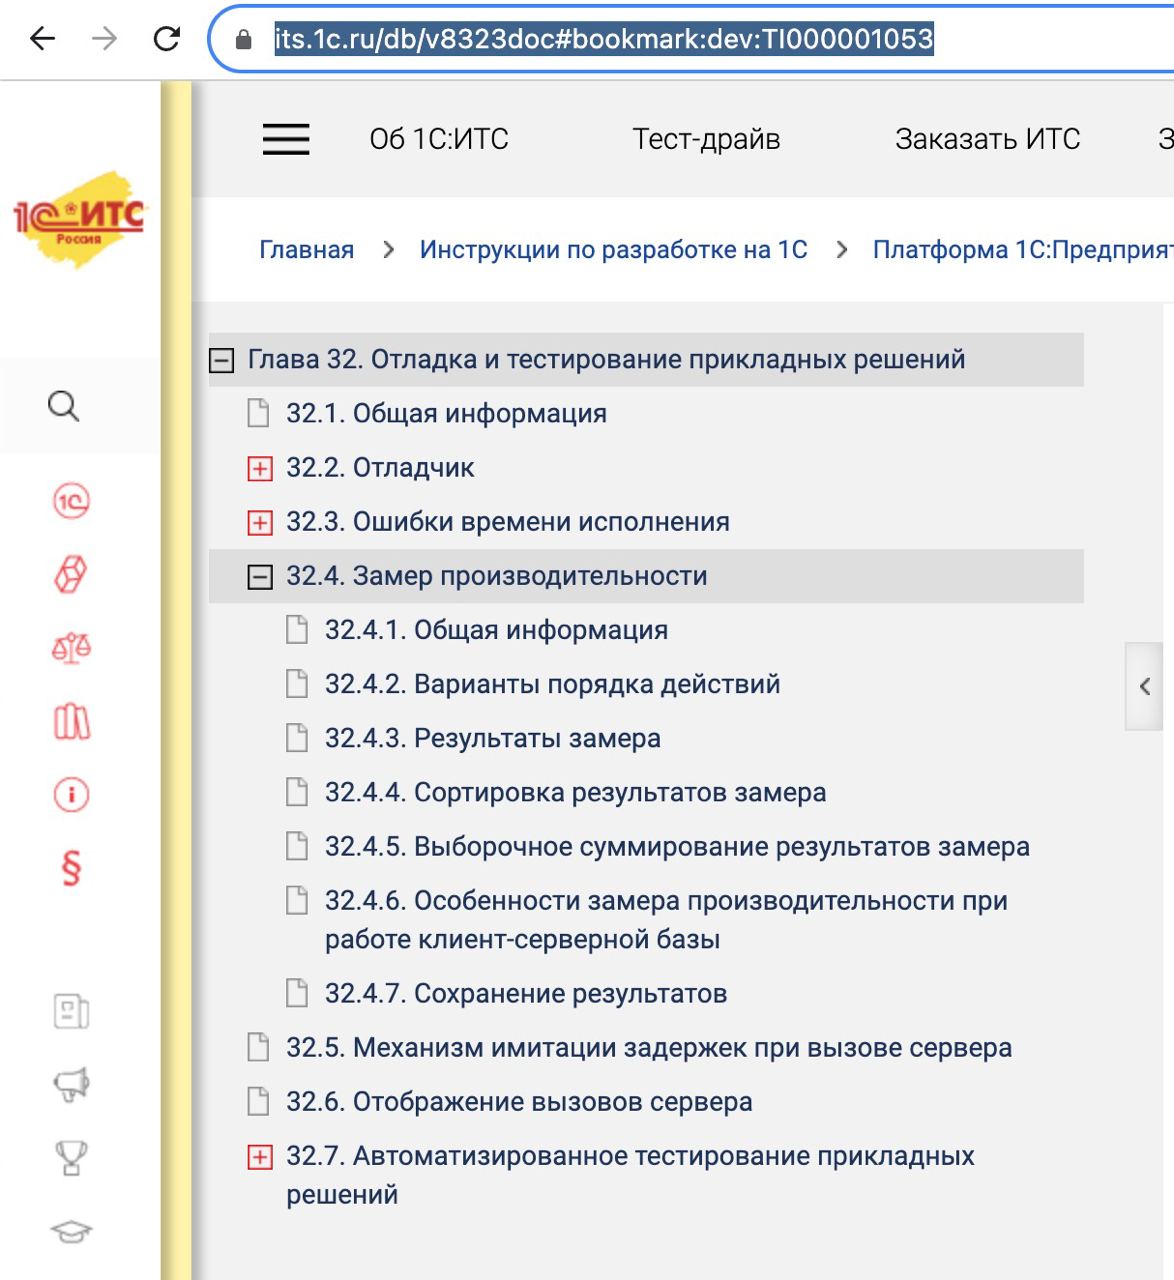 its.1c.ru/db/v8323doc#bookmark:dev:TI000001053
Об 1С:ИТС Тест-драйв Заказать ИТС З
1С ИТС
Россия
Главная > Инструкции по разработке на 1С > Платформа 1С:Предприят
Глава 32. Отладка и тестирование прикладных решений
32.1. Общая информация
32.2. Отладчик
32.3. Ошибки времени исполнения
32.4. Замер производительности
32.4.1. Общая информация
32.4.2. Варианты порядка действий
32.4.3. Результаты замера
32.4.4. Сортировка результатов замера
32.4.5. Выборочное суммирование результатов замера
32.4.6. Особенности замера производительности при
работе клиент-серверной базы
32.4.7. Сохранение результатов
32.5. Механизм имитации задержек при вызове сервера
32.6. Отображение вызовов сервера
32.7. Автоматизированное тестирование прикладных
решений
1С
i
§